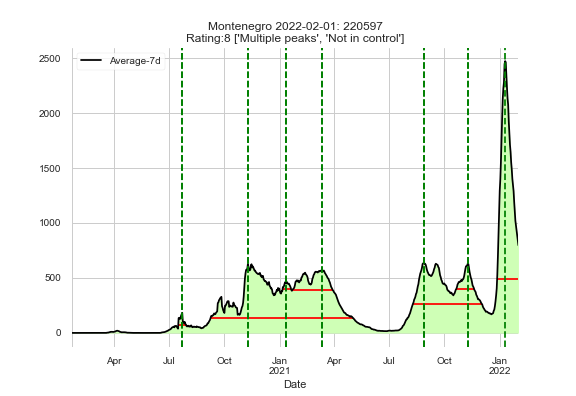 Montenegro 2022-02-01: 220597
Rating:8 ['Multiple peaks', 'Not in control']
Average-7d
2500
2000
1500
1000
500
0
Apr Jul Oct Jan Apr Jul Oct Jan
2021 2022
Date